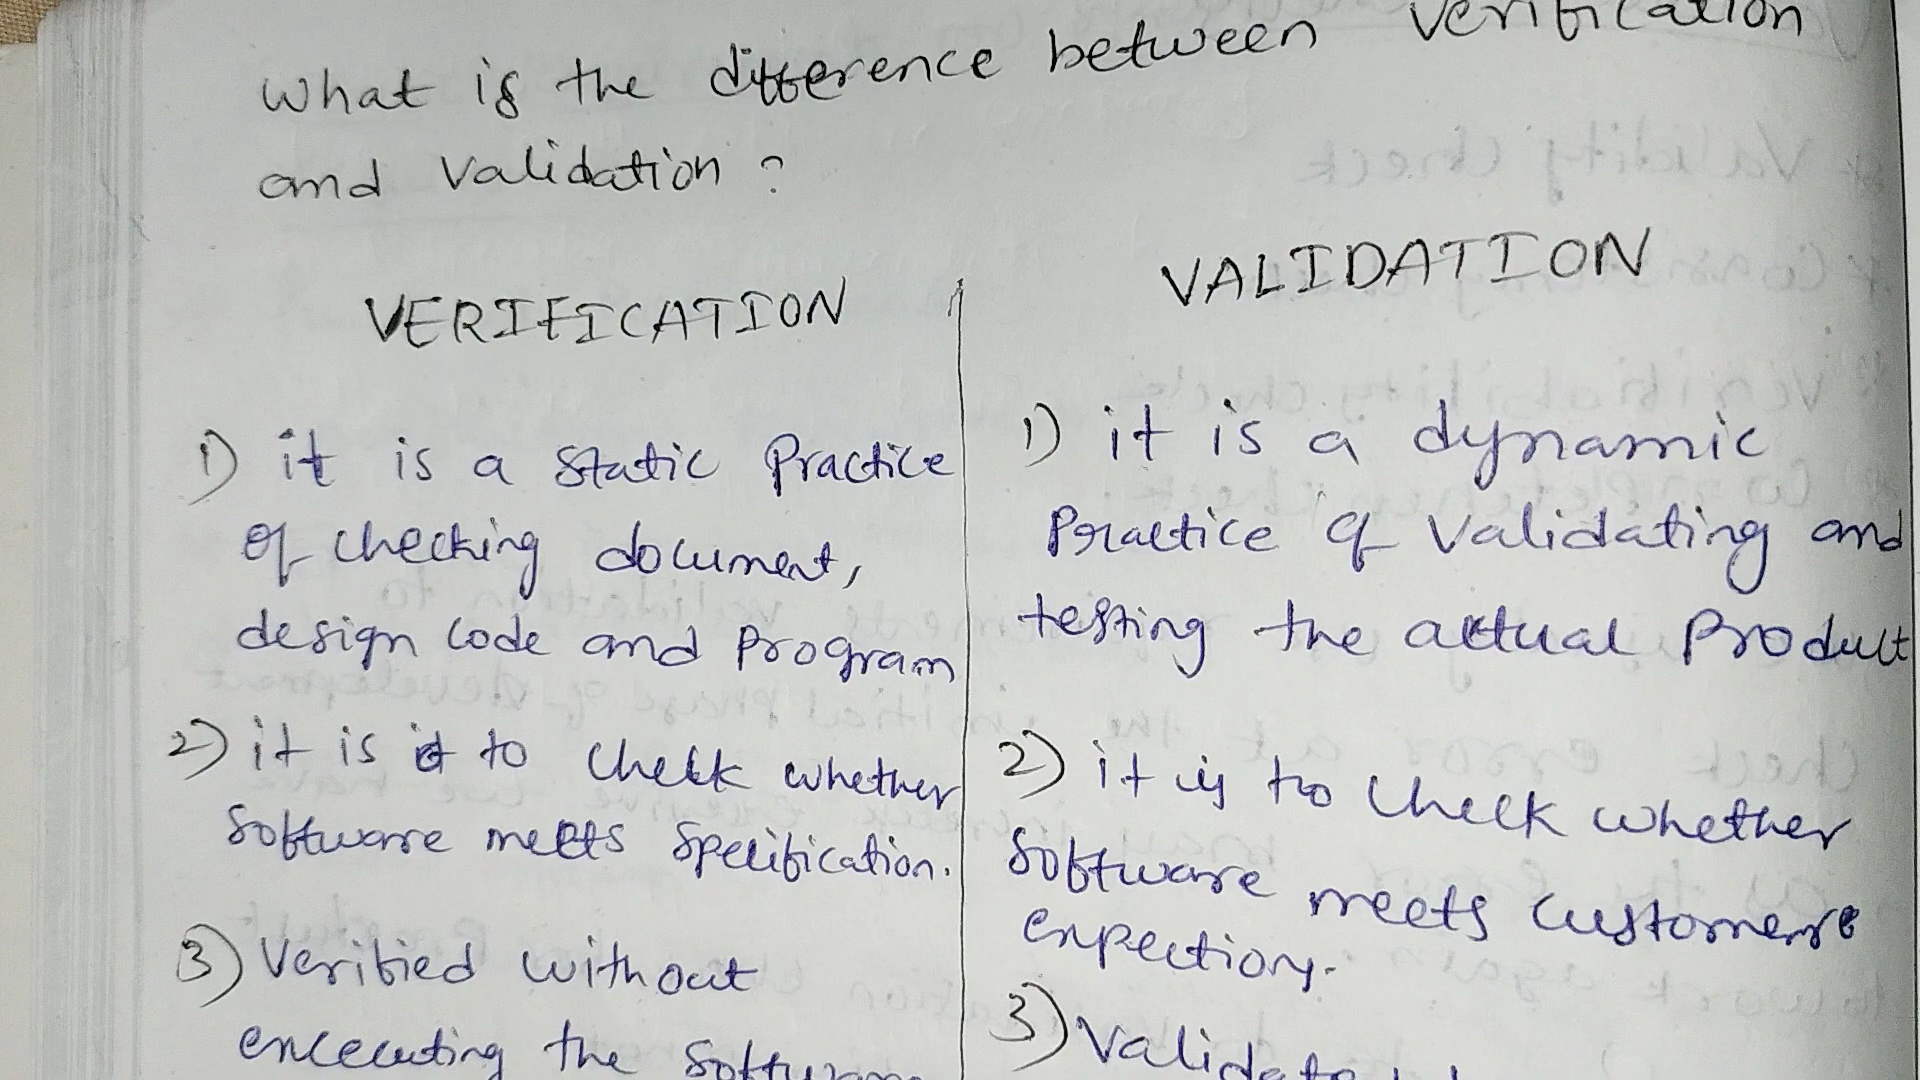 What is the difference between Verification
and Validation ?
VERIFICATION
1) it is a static Practice
of checking document,
design code and Program
2) it is to check whether
Software meets Specification.
3) Verified without
the Software
VALIDATION
1) it is a dynamic
Practice of Validating and
testing the actual Product
2) it is to check whether
Software meets customers
3)